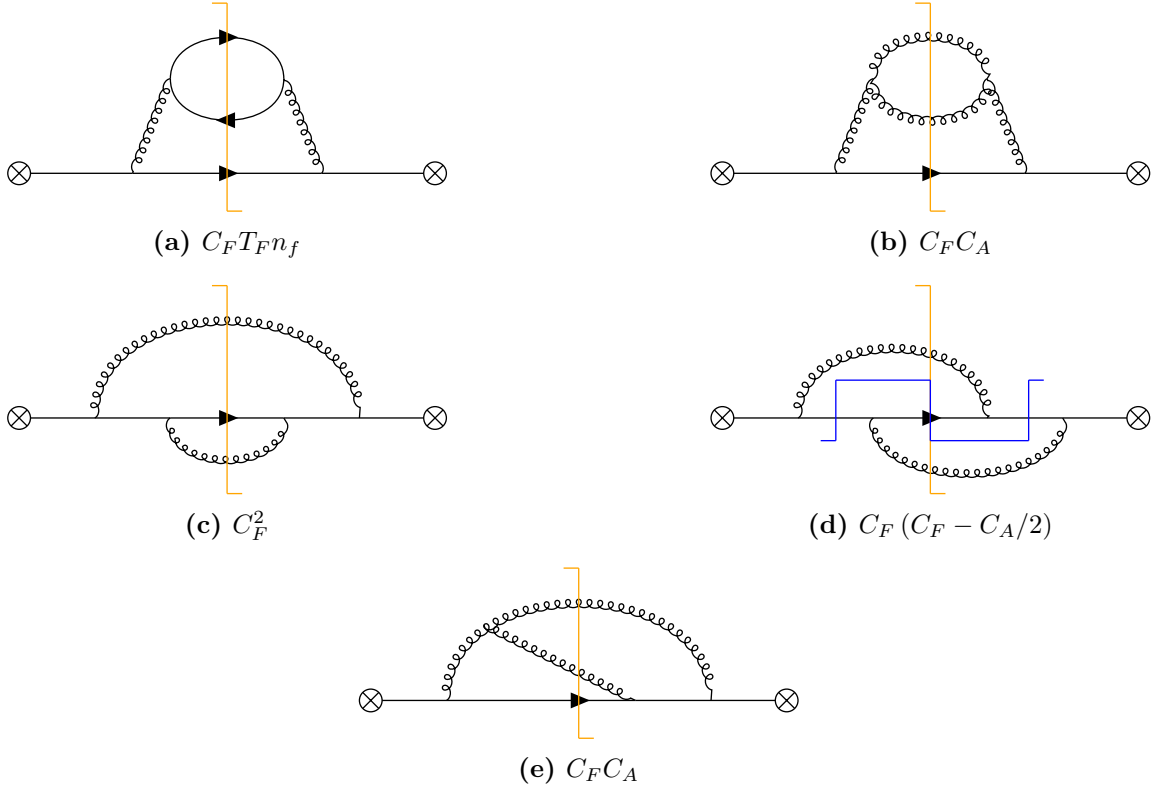 (a) $C_F T_F n_f$
(b) $C_F C_A$
(c) $C_F^2$
(d) $C_F (C_F - C_A/2)$
(e) $C_F C_A$